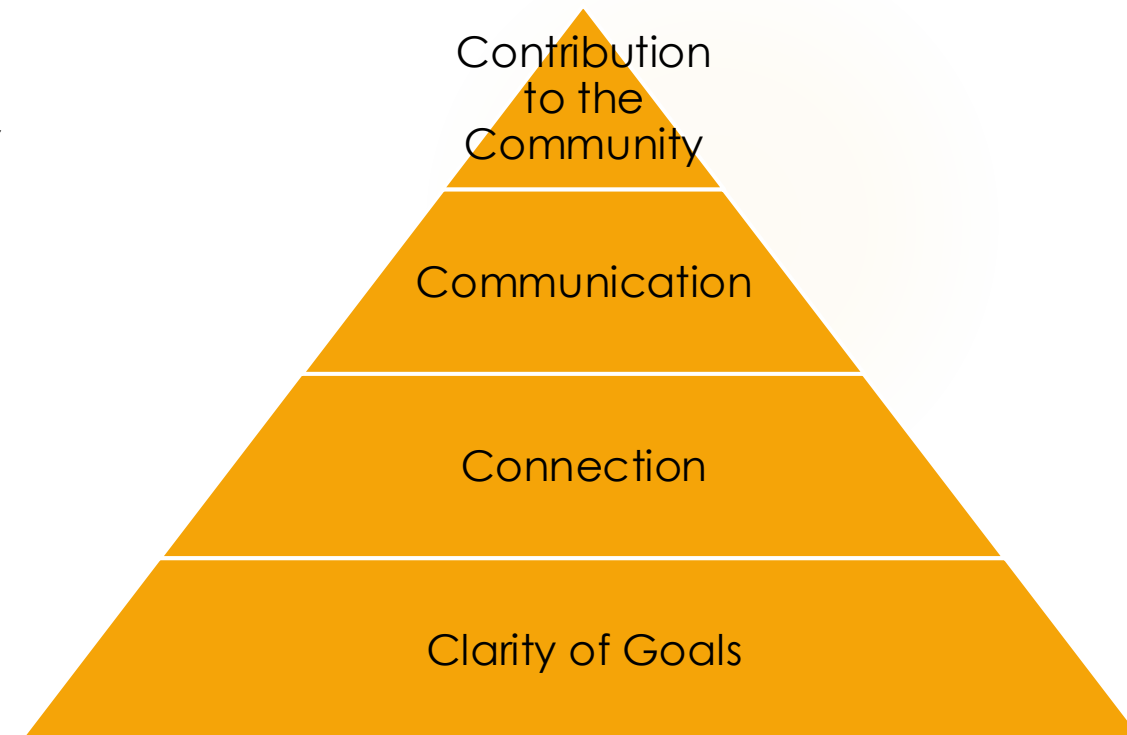 Contribution
to the
Community
Communication
Connection
Clarity of Goals